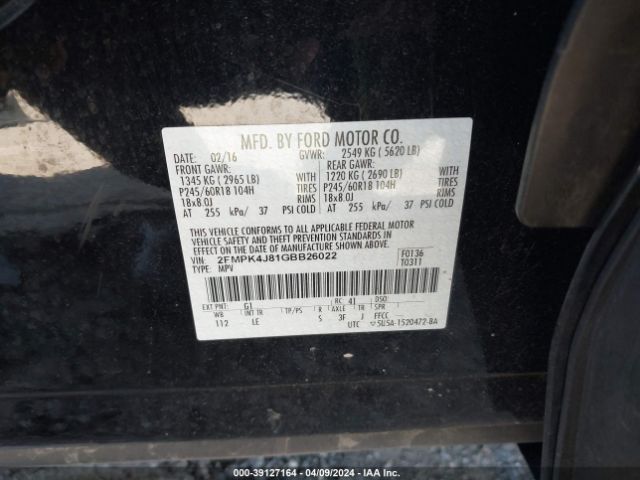 MFD. BY FORD MOTOR CO.
DATE: 02/16 GVWR: 2549 KG ( 5620 LB)
FRONT GAWR: REAR GAWR:
1345 KG ( 2965 LB) WITH 1220 KG ( 2690 LB) WITH
P245/60R18 104H TIRES P245/60R18 104H TIRES
18x8.0J RIMS 18x8.0J RIMS
AT 255 kPa/ 37 PSI COLD AT 255 kPa/ 37 PSI COLD
THIS VEHICLE CONFORMS TO ALL APPLICABLE FEDERAL MOTOR
VEHICLE SAFETY AND BUMPER STANDARDS IN EFFECT ON THE DATE OF
MANUFACTURE SHOWN ABOVE.
VIN: 2FMPK4J81GBB26022 F0136
TYPE: MPV T0311
EXT PNT: G1 RC: 41 DSO:
WB INT TR TP/PS R AXLE TR SPR
112 LE S 3F J FFCC
UTC 5USA-1520472-BA
000-39127164 - 04/09/2024 - IAA Inc.